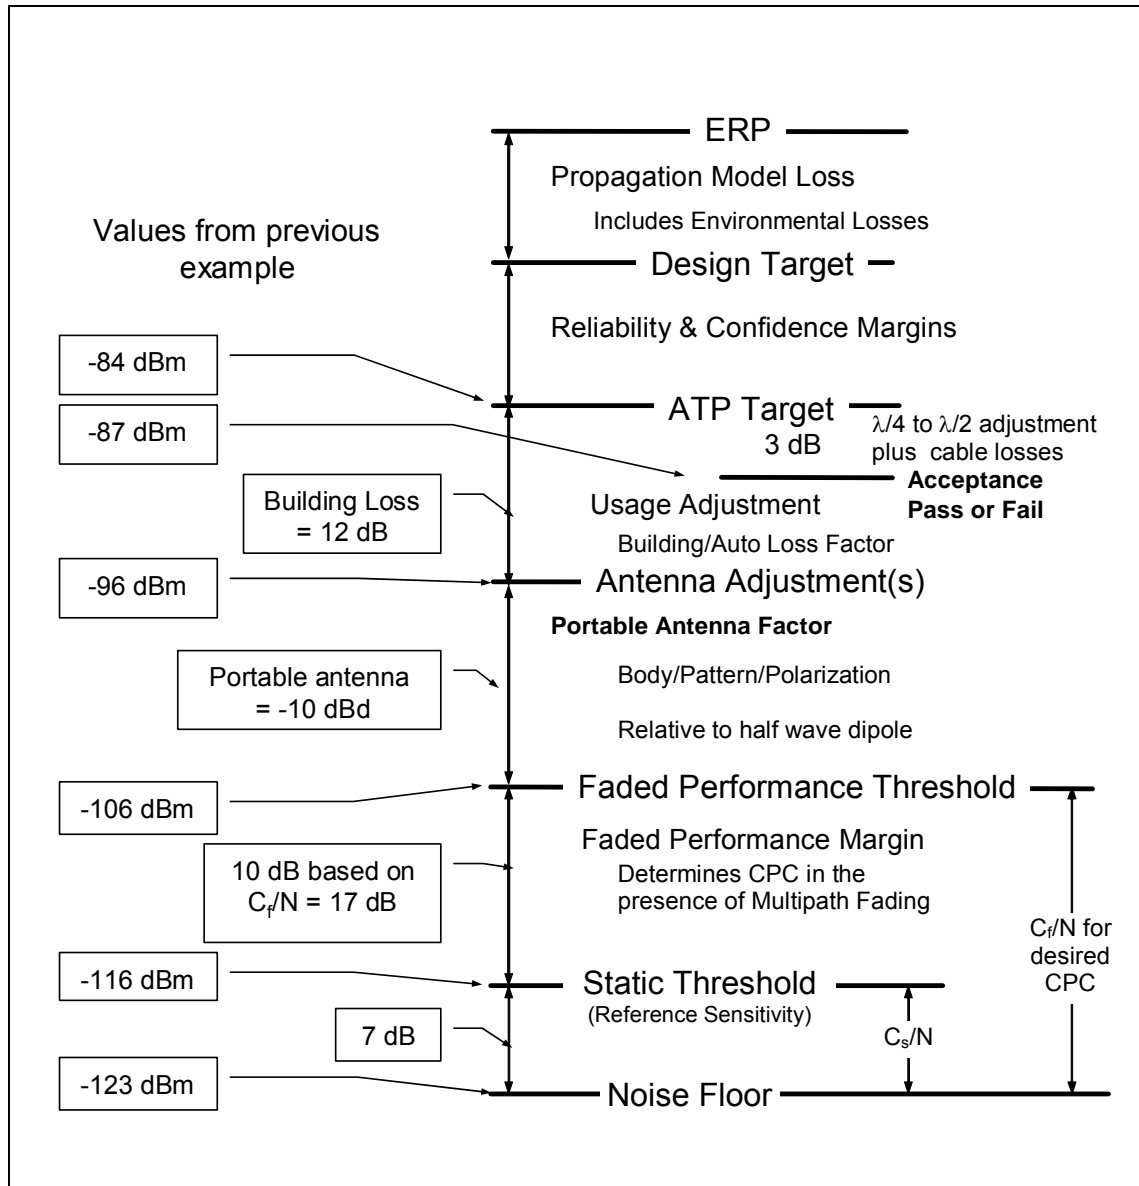 ERP
Propagation Model Loss
Includes Environmental Losses
Values from previous
example
Design Target
Reliability & Confidence Margins
-84 dBm
ATP Target
-87 dBm
3 dB
λ/4 to λ/2 adjustment
plus cable losses
Acceptance
Pass or Fail
Building Loss
= 12 dB
Usage Adjustment
Building/Auto Loss Factor
-96 dBm
Antenna Adjustment(s)
Portable Antenna Factor
Portable antenna
= -10 dBd
Body/Pattern/Polarization
Relative to half wave dipole
-106 dBm
Faded Performance Threshold
Faded Performance Margin
10 dB based on
Cf/N = 17 dB
Determines CPC in the
presence of Multipath Fading
Cf/N for
desired
CPC
-116 dBm
Static Threshold
(Reference Sensitivity)
7 dB
Cs/N
-123 dBm
Noise Floor